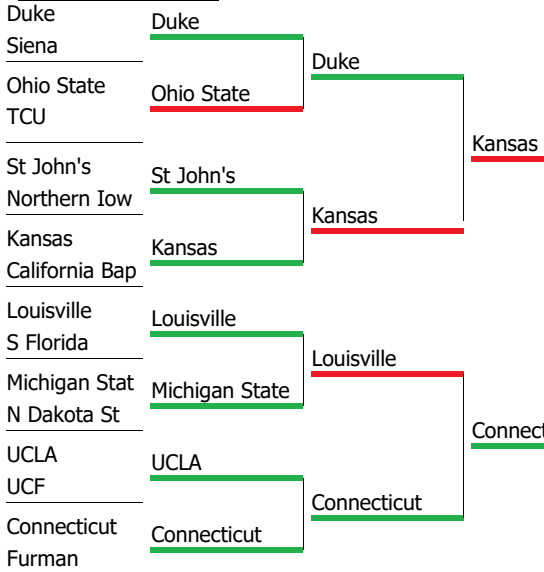 Duke
Siena
Ohio State
TCU
St John's
Northern Iow
Kansas
California Bap
Louisville
S Florida
Michigan Stat
N Dakota St
UCLA
UCF
Connecticut
Furman
Duke
Ohio State
St John's
Kansas
Louisville
Michigan State
UCLA
Connecticut
Duke
Kansas
Louisville
Connecticut
Kansas
Connect